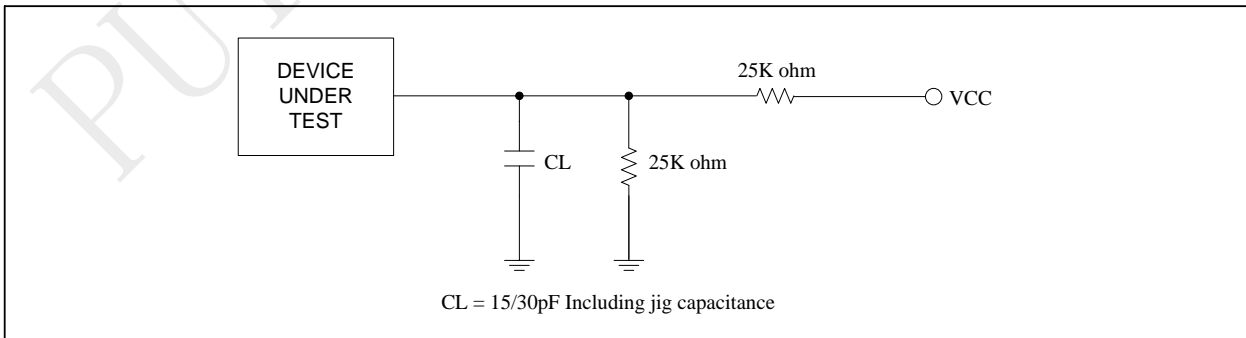 DEVICE
UNDER
TEST
25K ohm
VCC
CL
25K ohm
CL = 15/30pF Including jig capacitance